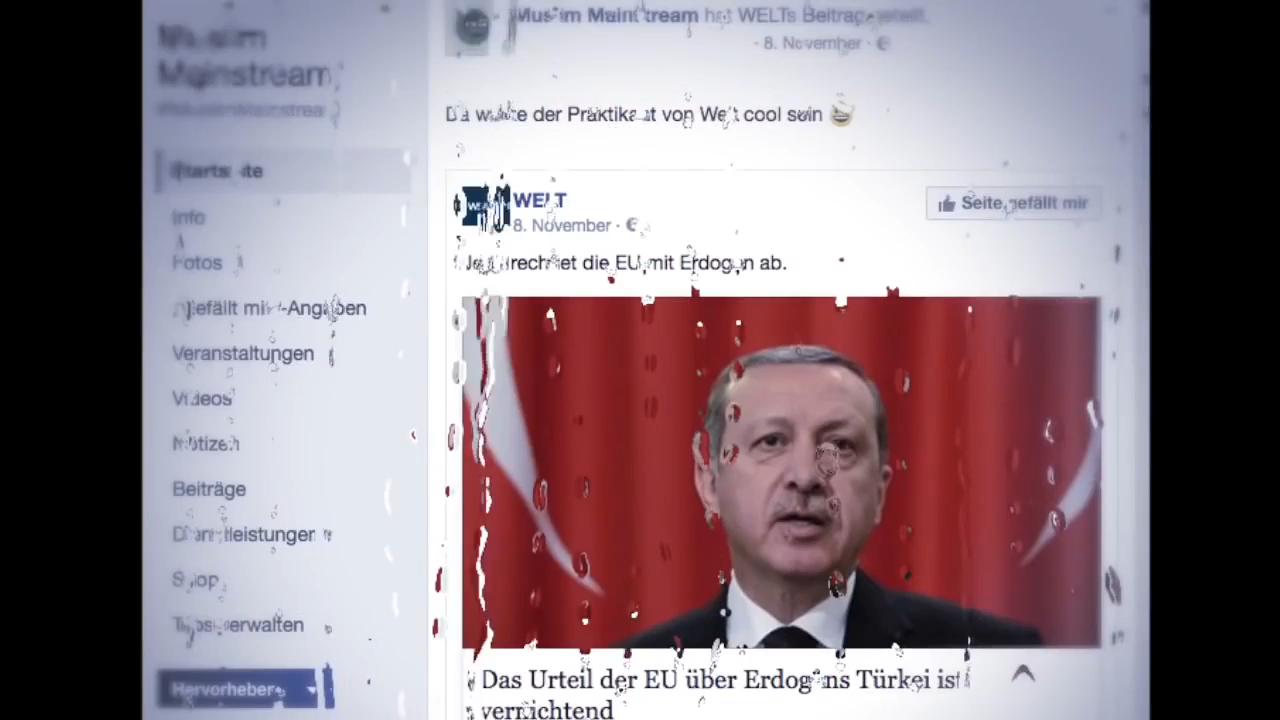 Muslim
Mainstream
Muslim Mainstream hat WELTs Beitrag geteilt.
8. November
Da wollte der Praktikant von Welt cool sein
Startseite
WELT
8. November
Seite gefällt mir
Info
rechnet die EU mit Erdogan ab.
Fotos
„Gefällt mir“-Angaben
Veranstaltungen
Videos
Notizen
Beiträge
Dienstleistungen
Shop
Tipps verwalten
Hervorheben
Das Urteil der EU über Erdogans Türkei ist
vernichtend